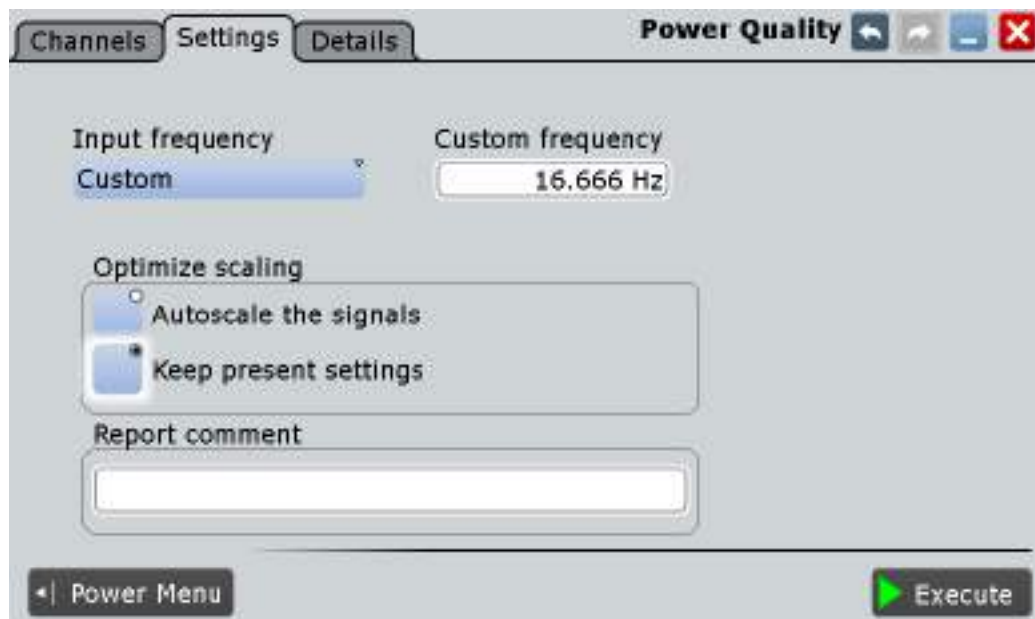 Channels Settings Details Power Quality
Input frequency Custom frequency
Custom 16.666 Hz
Optimize scaling
Autoscale the signals
Keep present settings
Report comment
Power Menu Execute